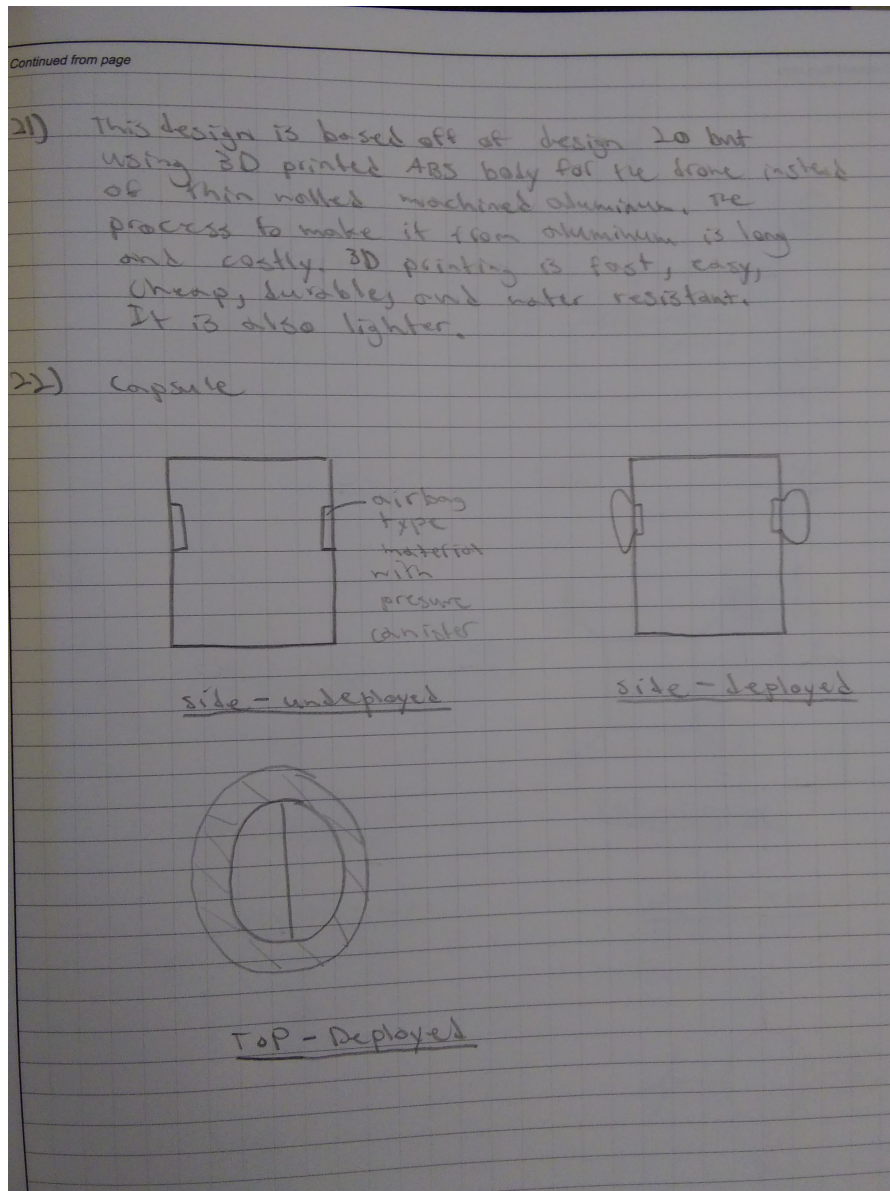 Continued from page
21) This design is based off of design 20 but
using 3D printed ABS body for the drone instead
of thin walled machined aluminum. The
process to make it from aluminum is long
and costly. 3D printing is fast, easy,
cheap, durable, and water resistant.
It is also lighter.
22) Capsule
airbag
type
material
with
presure
canister
side - undeployed
side - deployed
TOP - Deployed